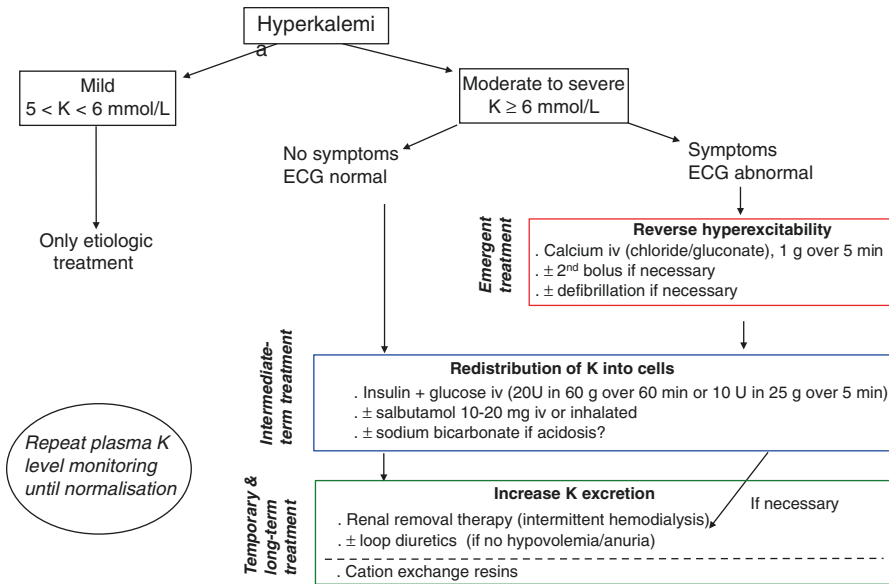 Hyperkalemi
a
Mild
5 < K < 6 mmol/L
Moderate to severe
K ≥ 6 mmol/L
No symptoms
ECG normal
Symptoms
ECG abnormal
Only etiologic
treatment
Emergent
treatment
Reverse hyperexcitability
. Calcium iv (chloride/gluconate), 1 g over 5 min
. ± 2nd bolus if necessary
. ± defibrillation if necessary
Intermediate-
term treatment
Redistribution of K into cells
. Insulin + glucose iv (20U in 60 g over 60 min or 10 U in 25 g over 5 min)
. ± salbutamol 10-20 mg iv or inhalated
. ± sodium bicarbonate if acidosis?
Repeat plasma K
level monitoring
until normalisation
Temporary &
long-term
treatment
Increase K excretion
. Renal removal therapy (intermittent hemodialysis)
. ± loop diuretics (if no hypovolemia/anuria)
. Cation exchange resins
If necessary